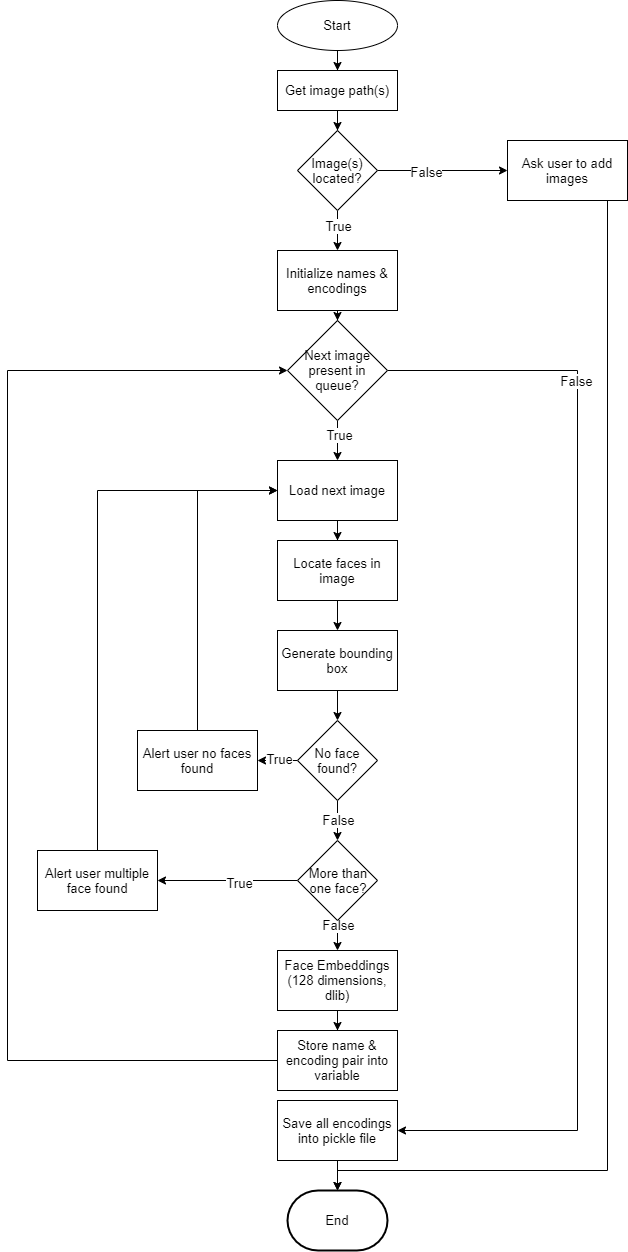 Start
Get image path(s)
Image(s)
located?
False
Ask user to add
images
True
Initialize names &
encodings
Next image
present in
queue?
False
True
Load next image
Locate faces in
image
Generate bounding
box
Alert user no faces
found
True
No face
found?
False
Alert user multiple
face found
True
More than
one face?
False
Face Embeddings
(128 dimensions,
dlib)
Store name &
encoding pair into
variable
Save all encodings
into pickle file
End